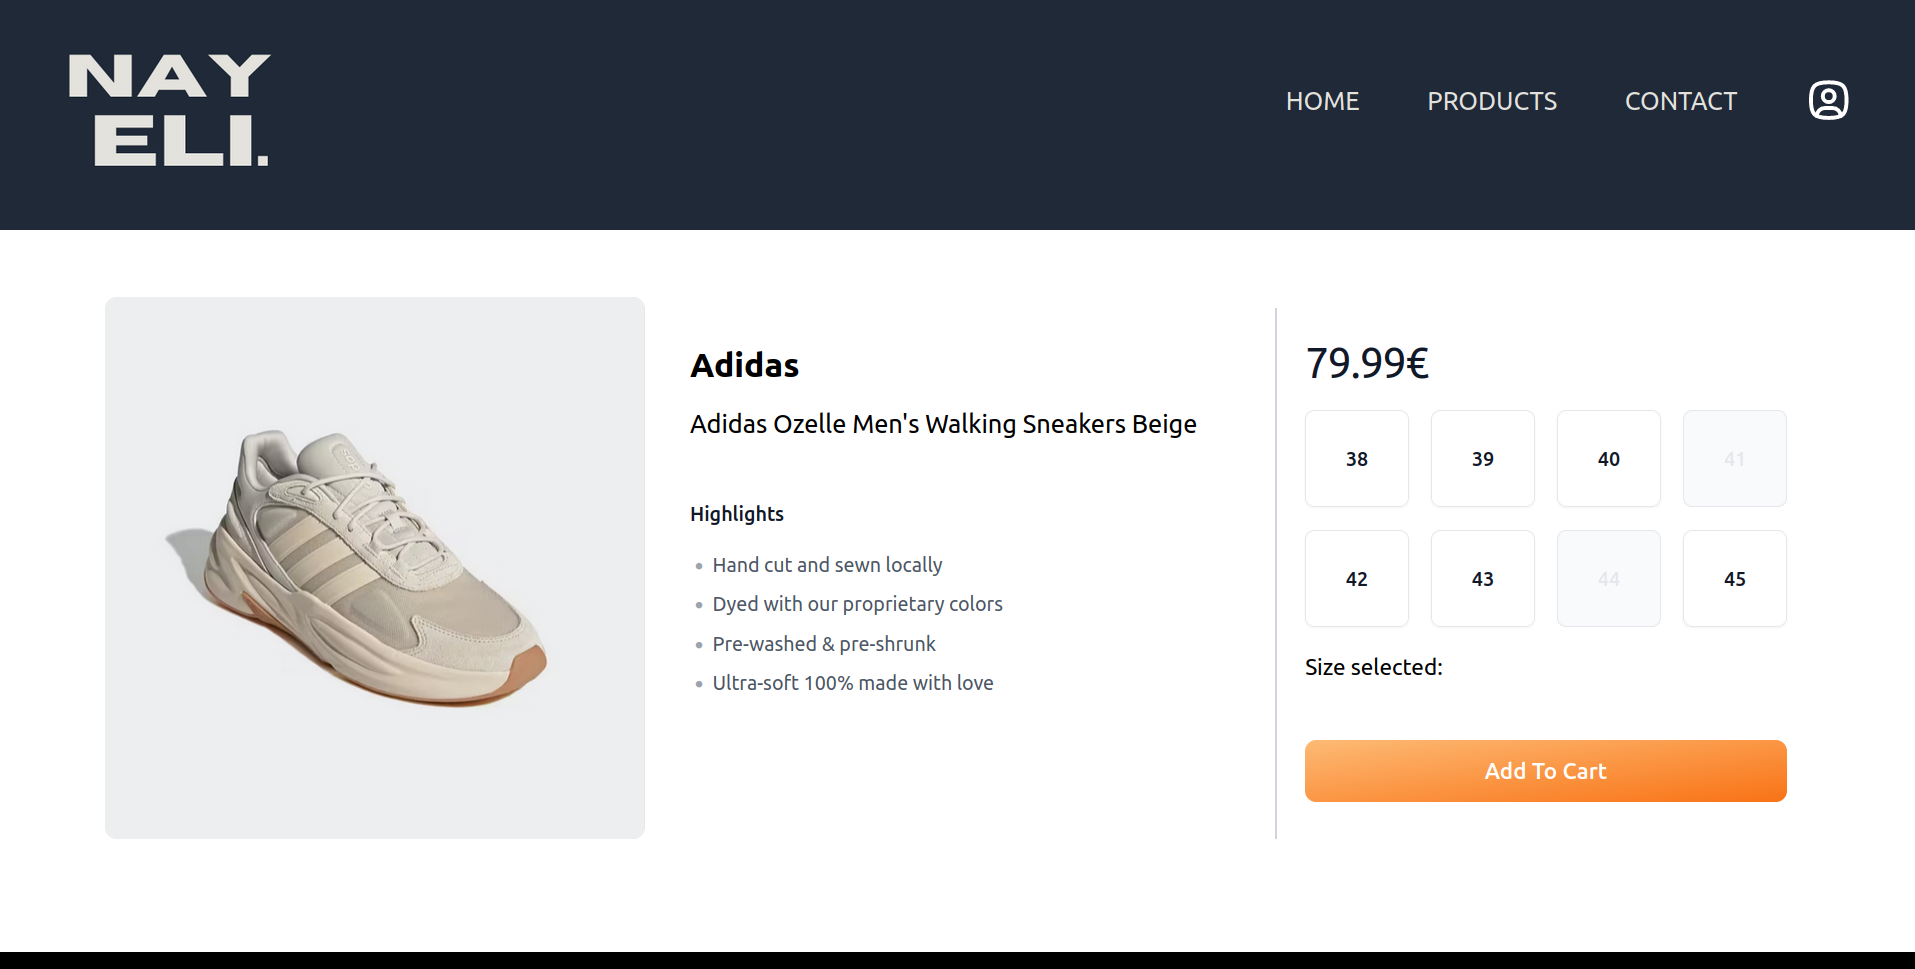 NAY
ELI.
HOME PRODUCTS CONTACT
Adidas
Adidas Ozelle Men's Walking Sneakers Beige
Highlights
Hand cut and sewn locally
Dyed with our proprietary colors
Pre-washed & pre-shrunk
Ultra-soft 100% made with love
79.99€
38 39 40 41
42 43 44 45
Size selected:
Add To Cart